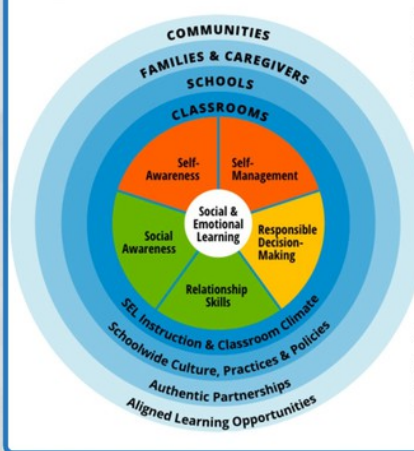 COMMUNITIES
FAMILIES & CAREGIVERS
SCHOOLS
CLASSROOMS
Self-
Awareness
Self-
Management
Social &
Emotional
Learning
Social
Awareness
Responsible
Decision-
Making
Relationship
Skills
SEL Instruction & Classroom Climate
Schoolwide Culture, Practices & Policies
Authentic Partnerships
Aligned Learning Opportunities